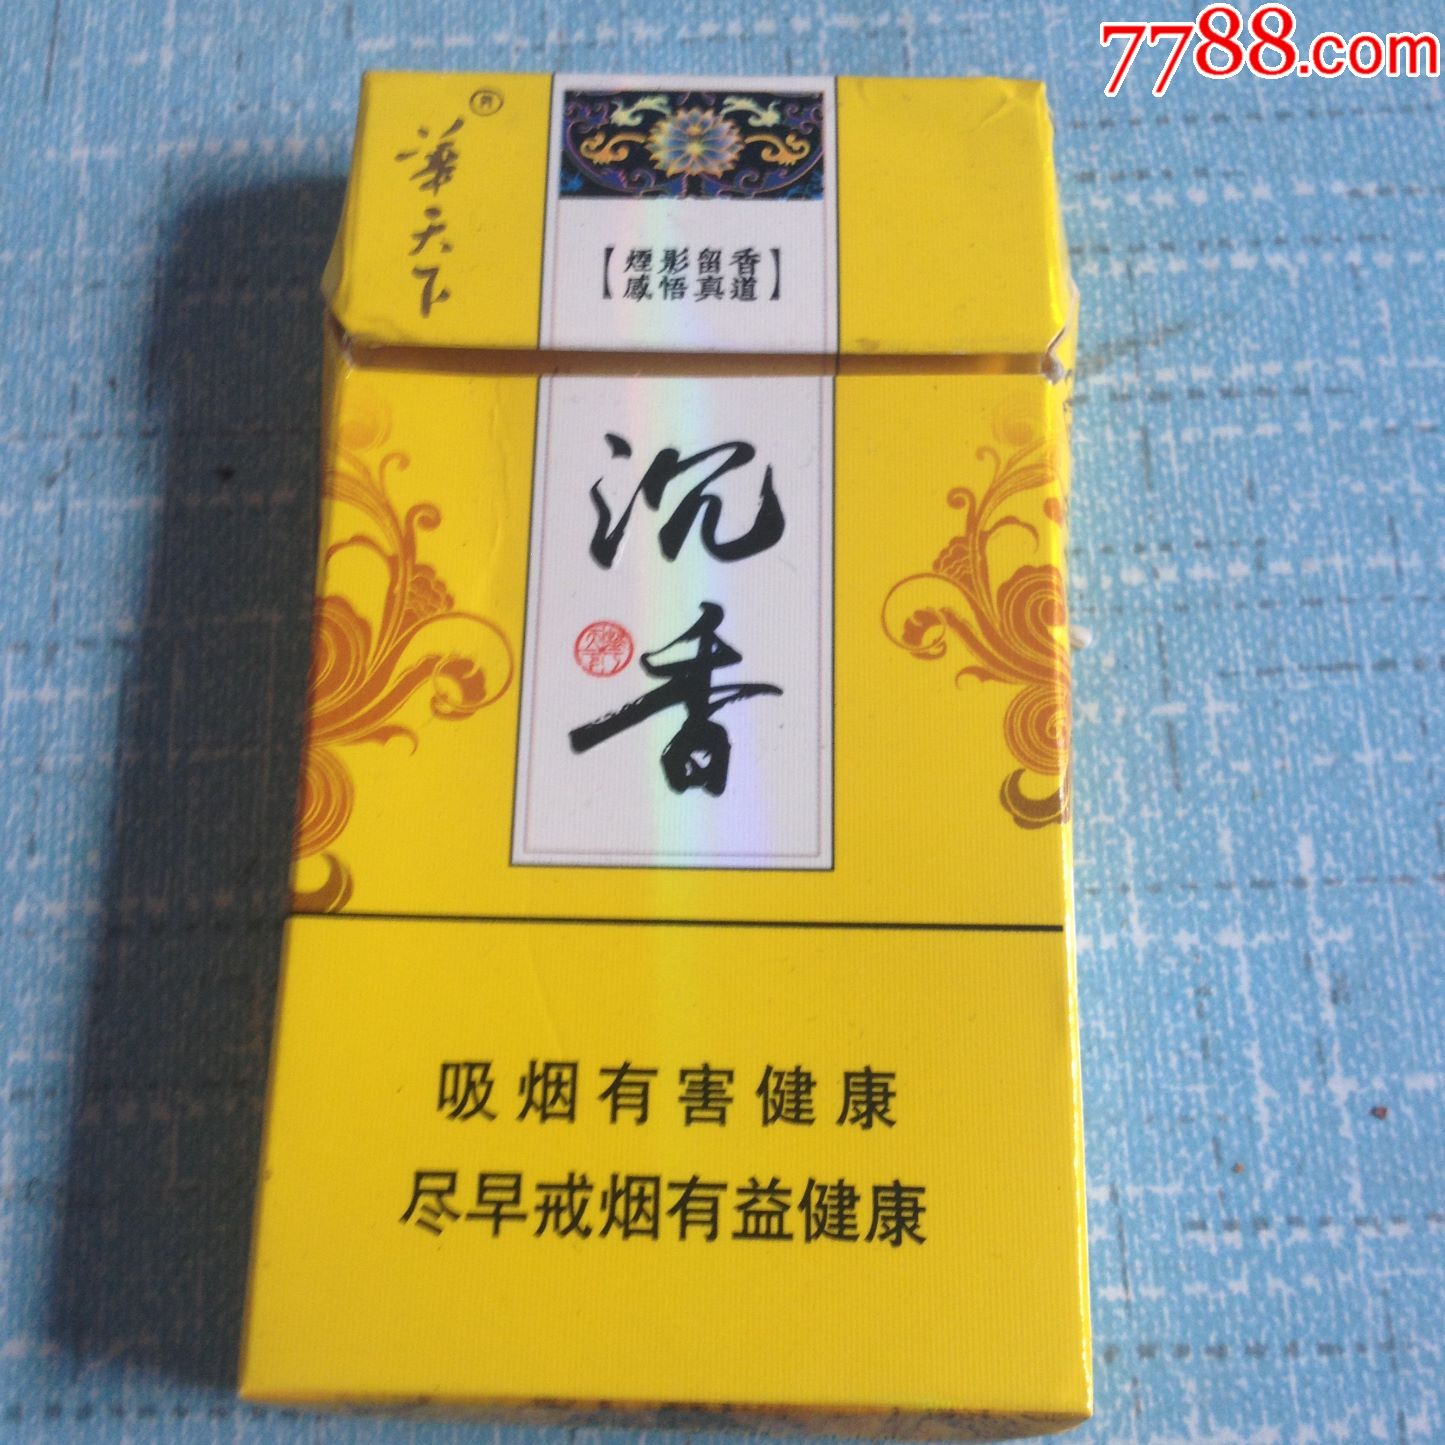 7788.com
華天下®
【煙影留香
感悟真道】
沉香
吸烟有害健康
尽早戒烟有益健康